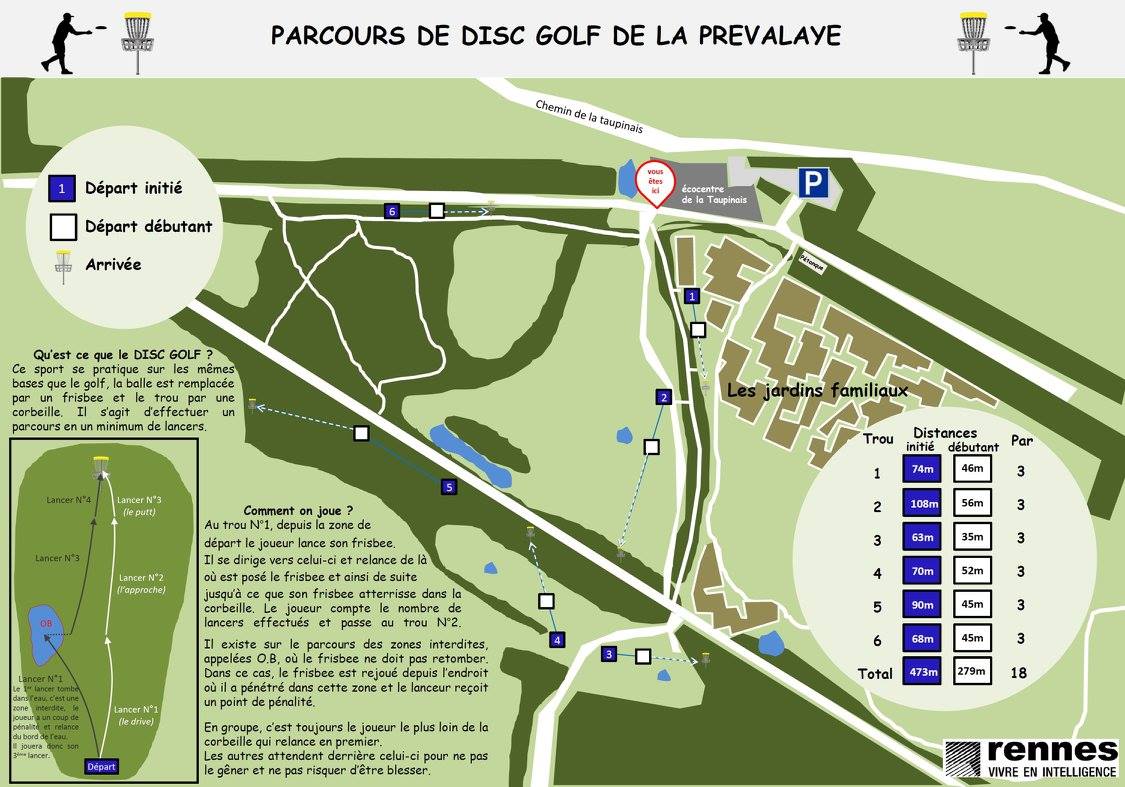 PARCOURS DE DISC GOLF DE LA PREVALAYE
Chemin de la taupinais
vous
êtes
ici
écocentre
de la Taupinais
P
Pétanque
1 Départ initié
Départ débutant
Arrivée
6
1
2
5
4
3
Les jardins familiaux
Qu'est ce que le DISC GOLF ?
Ce sport se pratique sur les mêmes
bases que le golf, la balle est remplacée
par un frisbee et le trou par une
corbeille. Il s'agit d'effectuer un
parcours en un minimum de lancers.
Lancer N°4
Lancer N°3
(le putt)
Lancer N°3
Lancer N°2
(l'approche)
OB
Lancer N°1
Le 1er lancer tombe
dans l'eau, c'est une
zone interdite, le
joueur a un coup de
pénalité et relance
du bord de l'eau.
Il jouera donc son
3ème lancer.
Lancer N°1
(le drive)
Départ
Comment on joue ?
Au trou N°1, depuis la zone de
départ le joueur lance son frisbee.
Il se dirige vers celui-ci et relance de là
où est posé le frisbee et ainsi de suite
jusqu'à ce que son frisbee atterrisse dans la
corbeille. Le joueur compte le nombre de
lancers effectués et passe au trou N°2.
Il existe sur le parcours des zones interdites,
appelées O.B, où le frisbee ne doit pas retomber.
Dans ce cas, le frisbee est rejoué depuis l'endroit
où il a pénétré dans cette zone et le lanceur reçoit
un point de pénalité.
En groupe, c'est toujours le joueur le plus loin de la
corbeille qui relance en premier.
Les autres attendent derrière celui-ci pour ne pas
le gêner et ne pas risquer d'être blesser.
Trou Distances Par
initié débutant
1 74m 46m 3
2 108m 56m 3
3 63m 35m 3
4 70m 52m 3
5 90m 45m 3
6 68m 45m 3
Total 473m 279m 18
rennes
VIVRE EN INTELLIGENCE